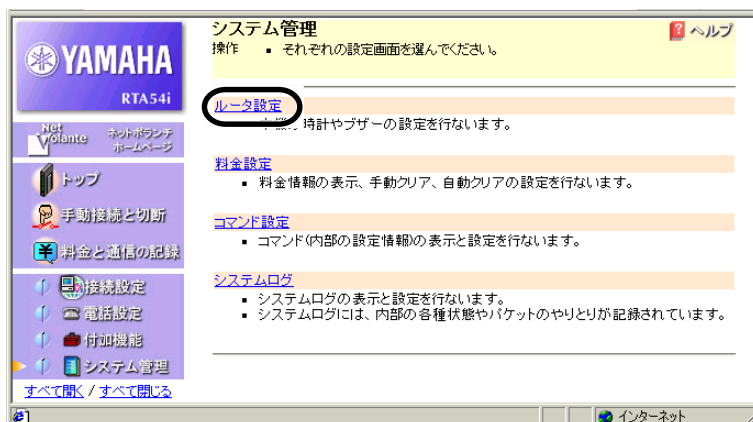 YAMAHA
RTA54i
Net Volante ネットボランチ
ホームページ
トップ
手動接続と切断
料金と通信の記録
接続設定
電話設定
付加機能
システム管理
すべて開く / すべて閉じる
システム管理
ヘルプ
操作 ▪ それぞれの設定画面を選んでください。
ルータ設定
時計やブザーの設定を行ないます。
料金設定
▪ 料金情報の表示、手動クリア、自動クリアの設定を行ないます。
コマンド設定
▪ コマンド(内部の設定情報)の表示と設定を行ないます。
システムログ
▪ システムログの表示と設定を行ないます。
▪ システムログには、内部の各種状態やパケットのやりとりが記録されています。
インターネット